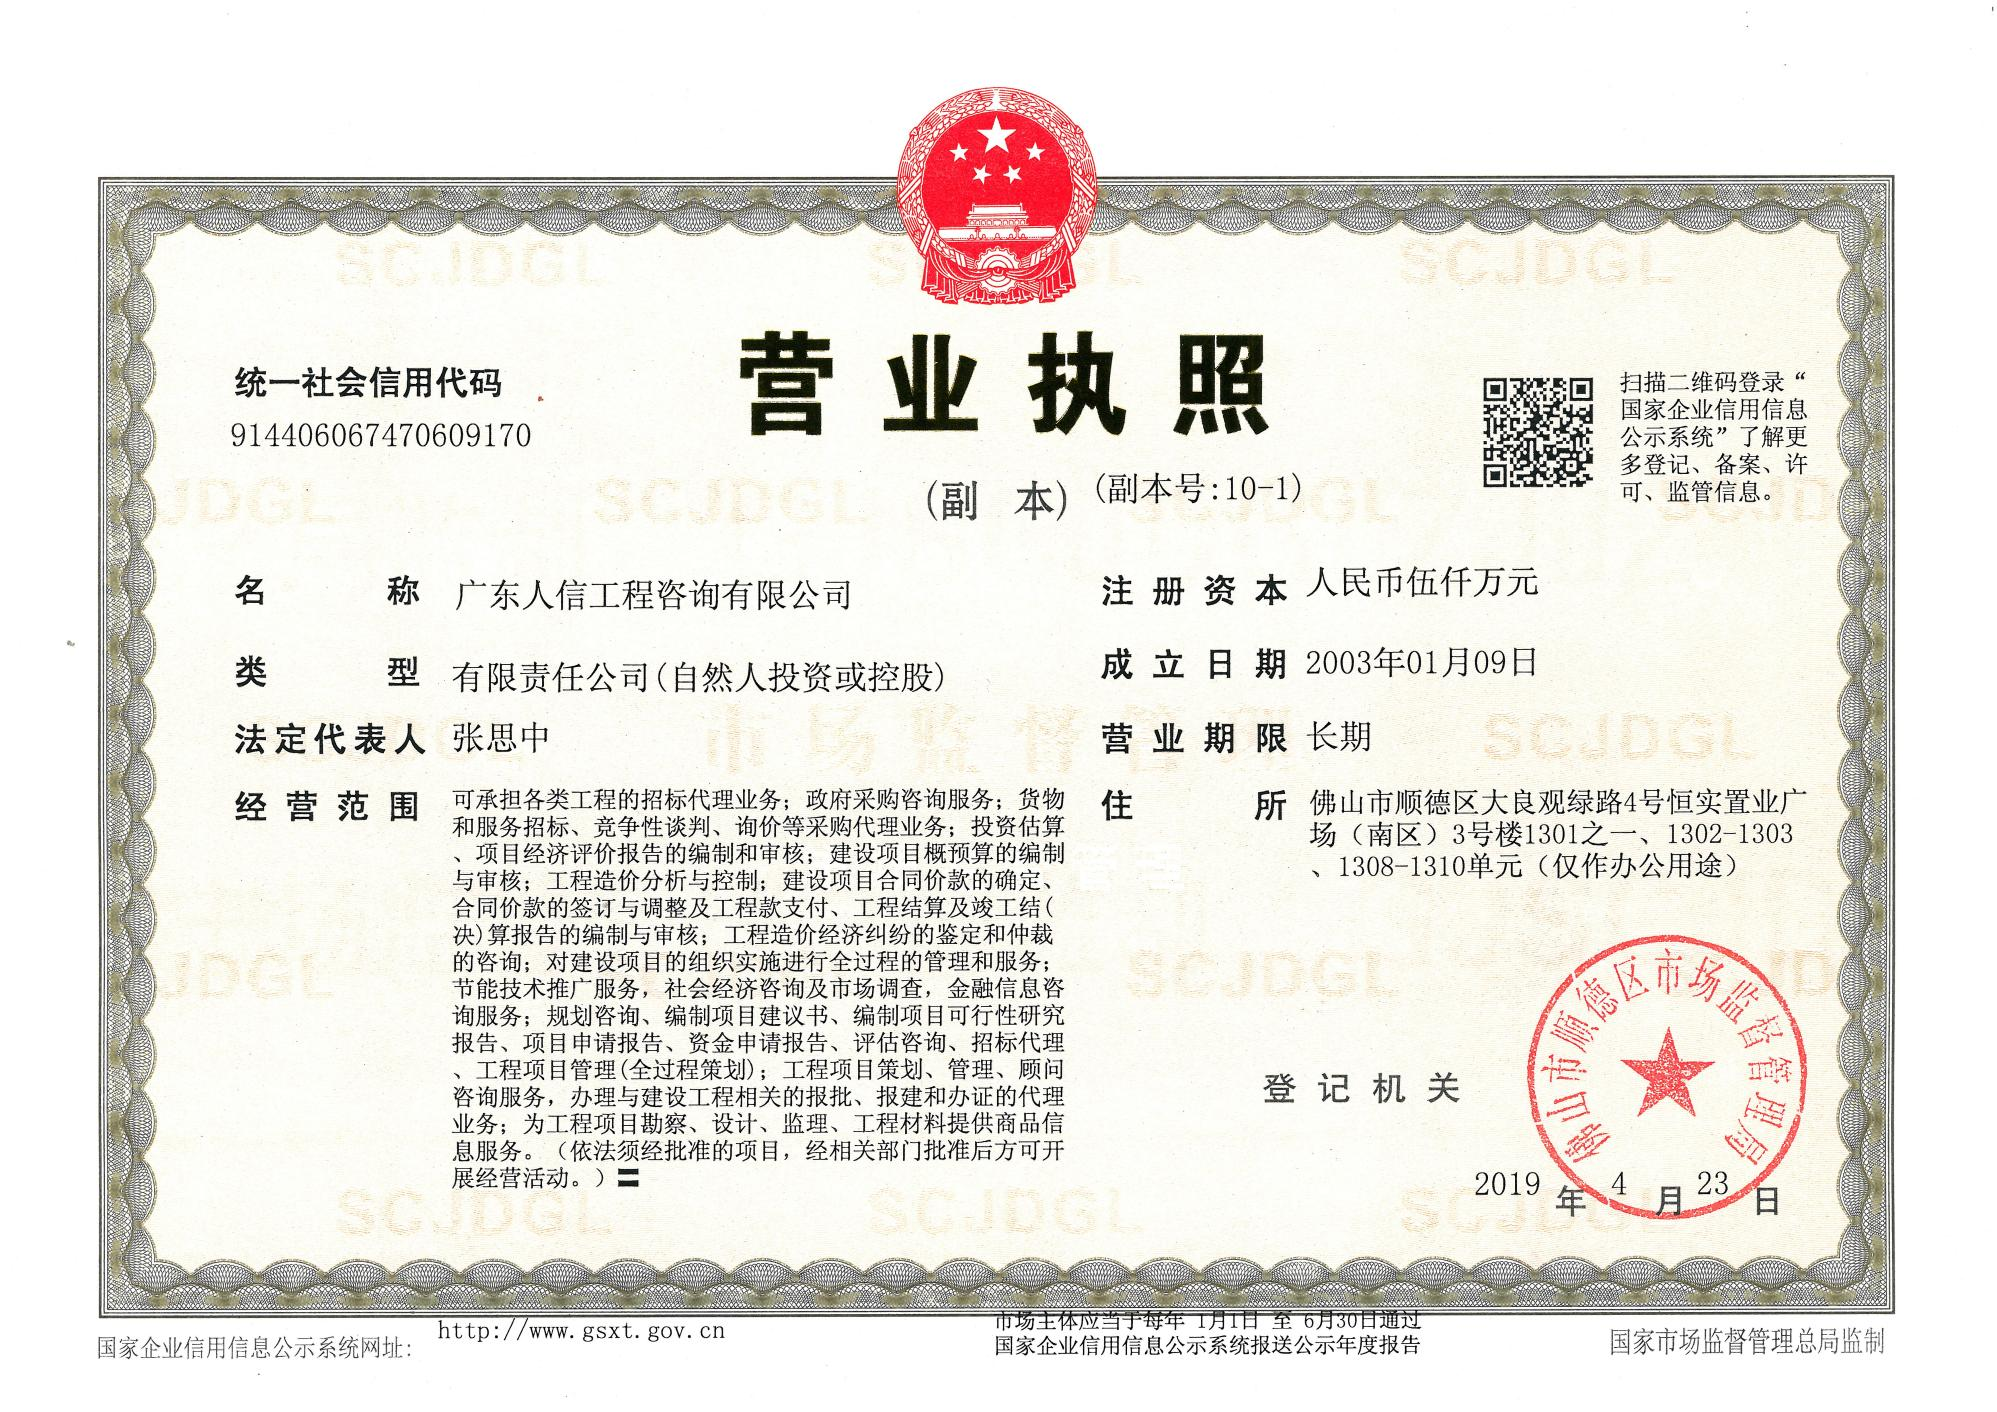 营业执照
(副 本) (副本号:10-1)
统一社会信用代码
914406067470609170
扫描二维码登录“
国家企业信用信息
公示系统”了解更
多登记、备案、许
可、监管信息。
名 称 广东人信工程咨询有限公司
类 型 有限责任公司(自然人投资或控股)
法定代表人 张思中
经营范围 可承担各类工程的招标代理业务；政府采购咨询服务；货物
和服务招标、竞争性谈判、询价等采购代理业务；投资估算
、项目经济评价报告的编制和审核；建设项目概预算的编制
与审核；工程造价分析与控制；建设项目合同价款的确定、
合同价款的签订与调整及工程款支付、工程结算及竣工结(
决)算报告的编制与审核；工程造价经济纠纷的鉴定和仲裁
的咨询；对建设项目的组织实施进行全过程的管理和服务；
节能技术推广服务，社会经济咨询及市场调查，金融信息咨
询服务；规划咨询、编制项目建议书、编制项目可行性研究
报告、项目申请报告、资金申请报告、评估咨询、招标代理
、工程项目管理(全过程策划)；工程项目策划、管理、顾问
咨询服务，办理与建设工程相关的报批、报建和办证的代理
业务；为工程项目勘察、设计、监理、工程材料提供商品信
息服务。（依法须经批准的项目，经相关部门批准后方可开
展经营活动。）〓
注册资本 人民币伍仟万元
成立日期 2003年01月09日
营业期限 长期
住 所 佛山市顺德区大良观绿路4号恒实置业广
场（南区）3号楼1301之一、1302-1303
、1308-1310单元（仅作办公用途）
登记机关
佛山市顺德区市场监督管理局
2019 年 4 月 23 日
国家企业信用信息公示系统网址: http://www.gsxt.gov.cn
市场主体应当于每年 1月1日 至 6月30日通过
国家企业信用信息公示系统报送公示年度报告
国家市场监督管理总局监制
SCJDGL
市场监督管理